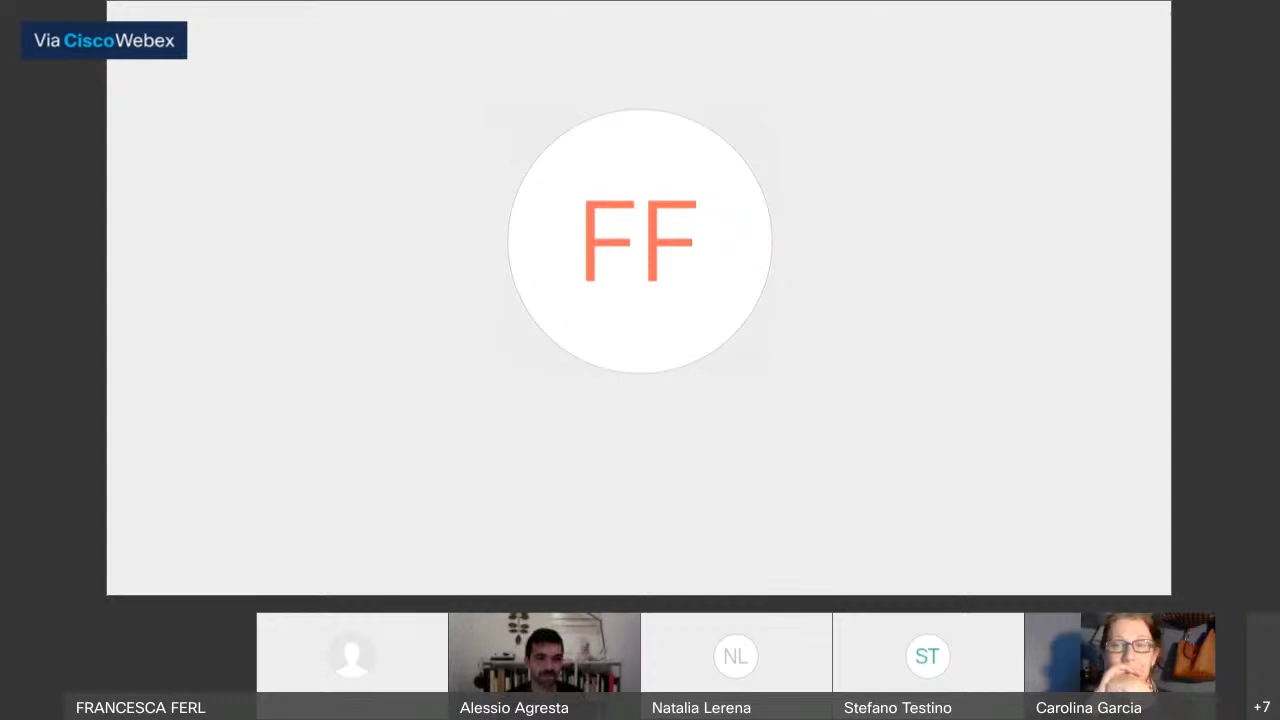 Via CiscoWebex
FF
NL
ST
FRANCESCA FERL
Alessio Agresta
Natalia Lerena
Stefano Testino
Carolina Garcia
+7